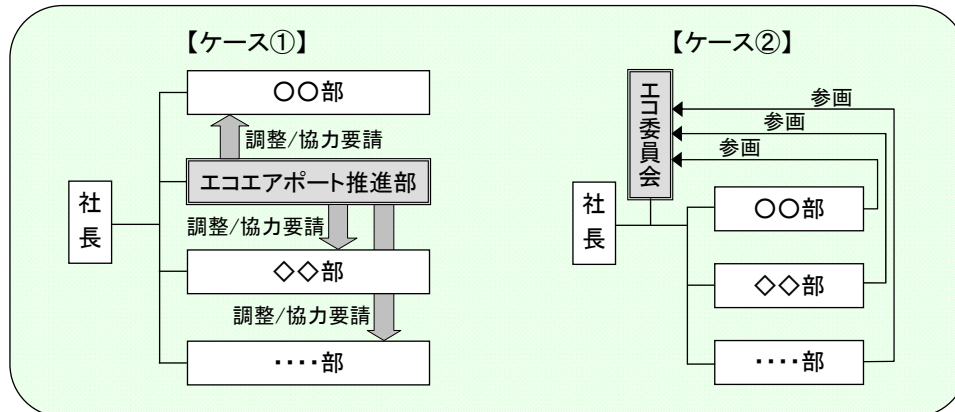 【ケース①】
〇〇部
調整/協力要請
エコエアポート推進部
社長
調整/協力要請
◇◇部
調整/協力要請
・・・・部
【ケース②】
エコ委員会
参画
参画
参画
社長
〇〇部
◇◇部
・・・・部